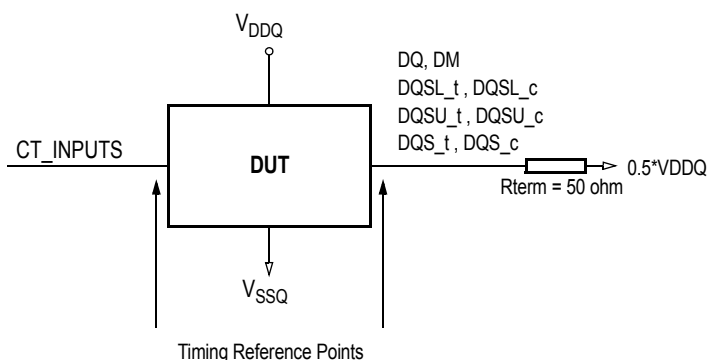 VDDQ
DQ, DM
DQSL_t , DQSL_c
DQSU_t , DQSU_c
DQS_t , DQS_c
CT_INPUTS
DUT
0.5*VDDQ
Rterm = 50 ohm
VSSQ
Timing Reference Points